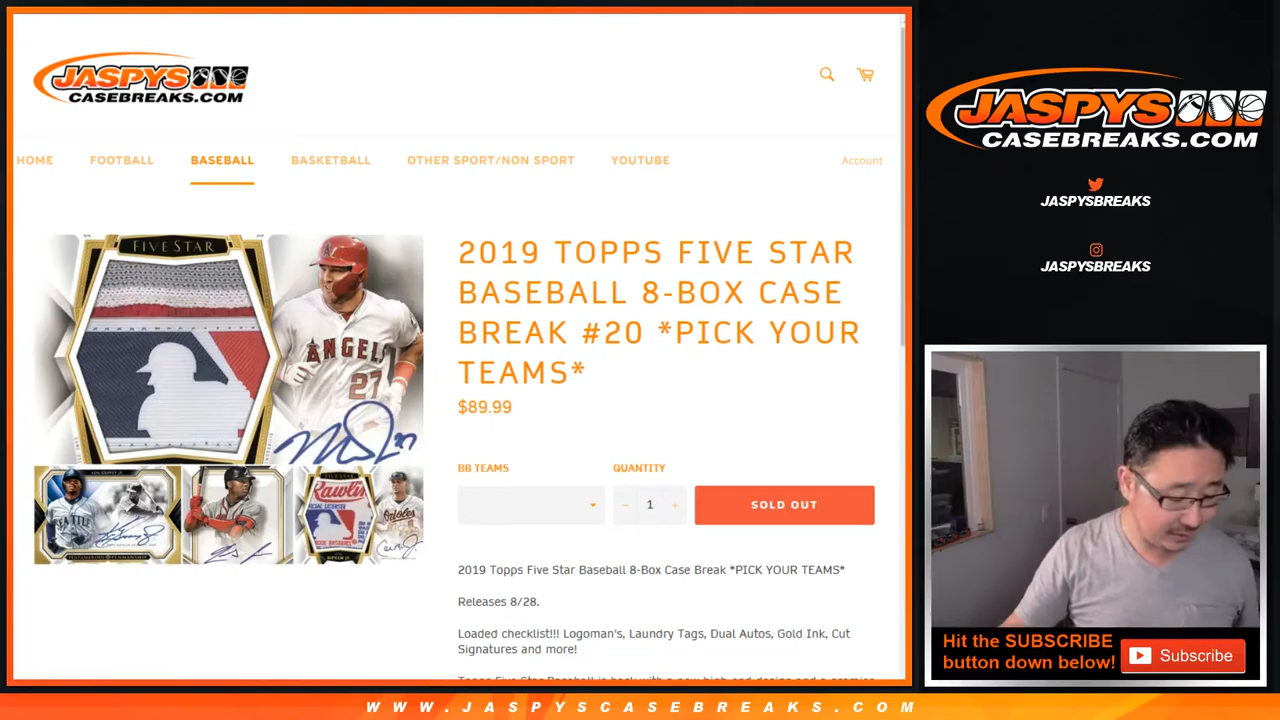 JASPYS
CASEBREAKS.COM
HOME
FOOTBALL
BASEBALL
BASKETBALL
OTHER SPORT/NON SPORT
YOUTUBE
Account
FIVE STAR
ANGELS
27
2019 TOPPS FIVE STAR
BASEBALL 8-BOX CASE
BREAK #20 *PICK YOUR
TEAMS*
$89.99
BB TEAMS
QUANTITY
1
SOLD OUT
2019 Topps Five Star Baseball 8-Box Case Break *PICK YOUR TEAMS*
Releases 8/28.
Loaded checklist!!! Logoman's, Laundry Tags, Dual Autos, Gold Ink, Cut
Signatures and more!
JASPYS
CASEBREAKS.COM
JASPYSBREAKS
JASPYSBREAKS
Hit the SUBSCRIBE
button down below!
Subscribe
WWW.JASPYSCASEBREAKS.COM